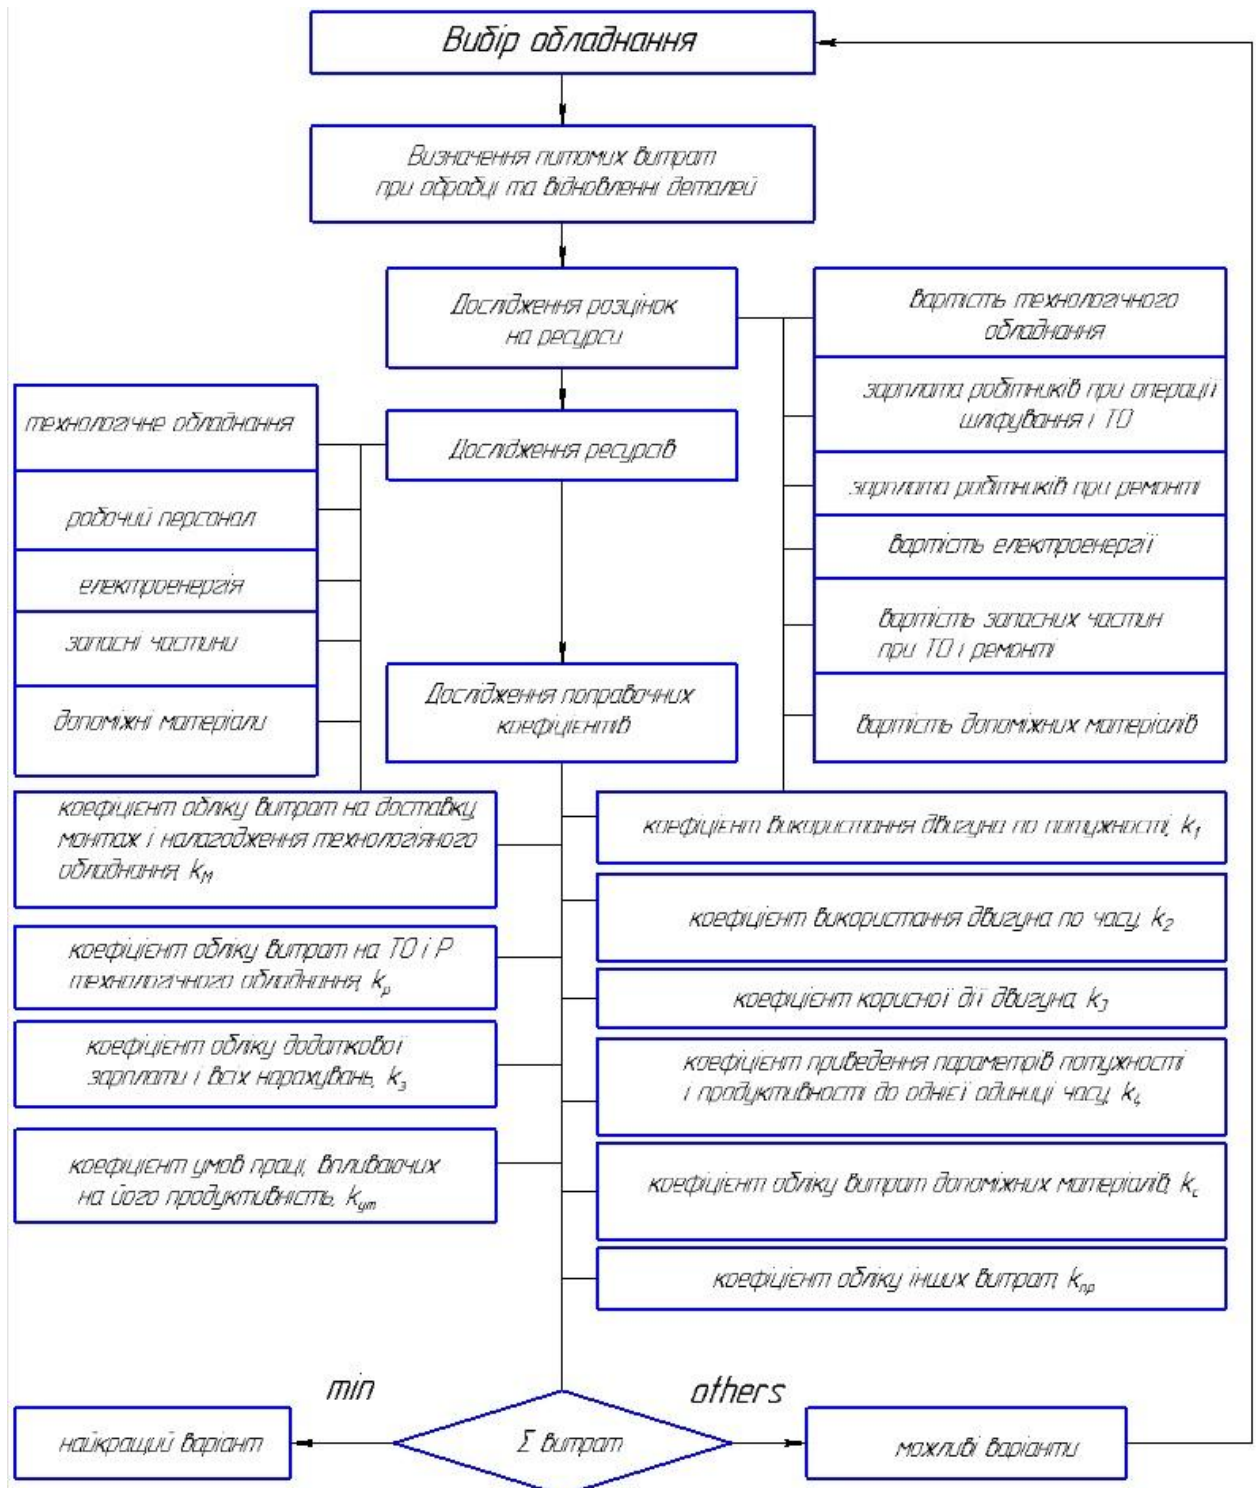 Вибір обладнання
Визначення питомих витрат
при обробці та відновленні деталей
Дослідження розцінок
на ресурси
вартість технологічного
обладнання
зарплата робітників при операції
шліфування і ТО
зарплата робітників при ремонті
вартість електроенергії
вартість запасних частин
при ТО і ремонті
вартість допоміжних матеріалів
Дослідження ресурсів
технологічне обладнання
робочий персонал
електроенергія
запасні частини
допоміжні матеріали
Дослідження поправочних
коефіцієнтів
коефіцієнт обліку витрат на доставку,
монтаж і налагодження технологіяного
обладнання, kм
коефіцієнт обліку витрат на ТО і Р
технологічного обладнання, kр
коефіцієнт обліку додаткової
зарплати і всіх нарахувань, kз
коефіцієнт умов праці, впливаючих
на його продуктивність, kут
коефіцієнт використання двигуна по потужності, k1
коефіцієнт використання двигуна по часу, k2
коефіцієнт корисної дії двигуна, k3
коефіцієнт приведення параметрів потужності
і продуктивності до однієї одиниці часу, k4
коефіцієнт обліку витрат допоміжних матеріалів, kс
коефіцієнт обліку інших витрат, kпр
min
others
найкращий варіант
Σ витрат
можливі варіанти